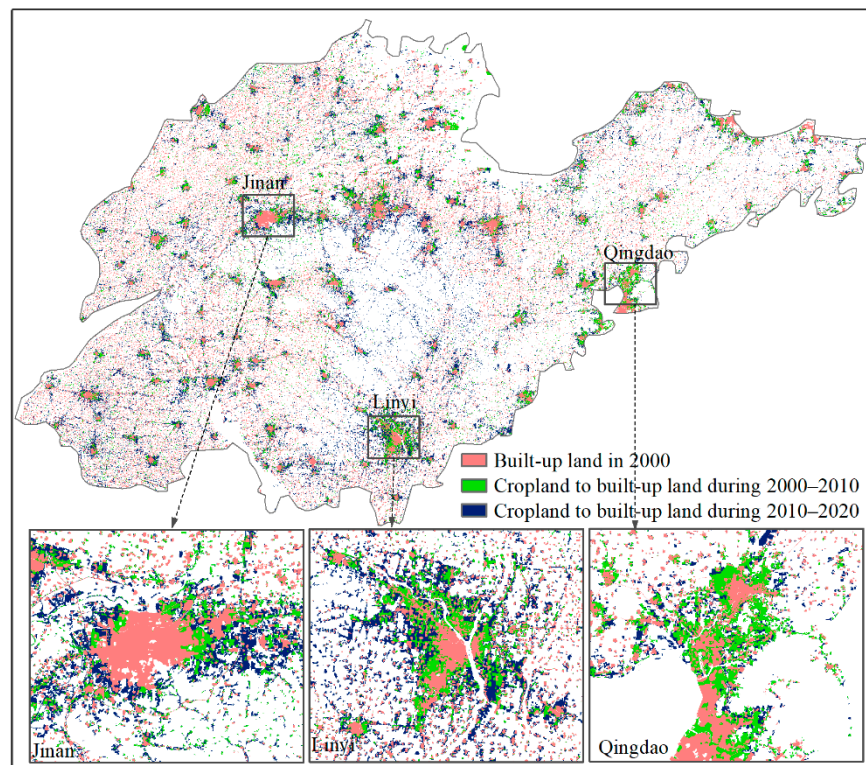 Jinan
Qingdao
Linyi
Built-up land in 2000
Cropland to built-up land during 2000–2010
Cropland to built-up land during 2010–2020
Jinan
Linyi
Qingdao